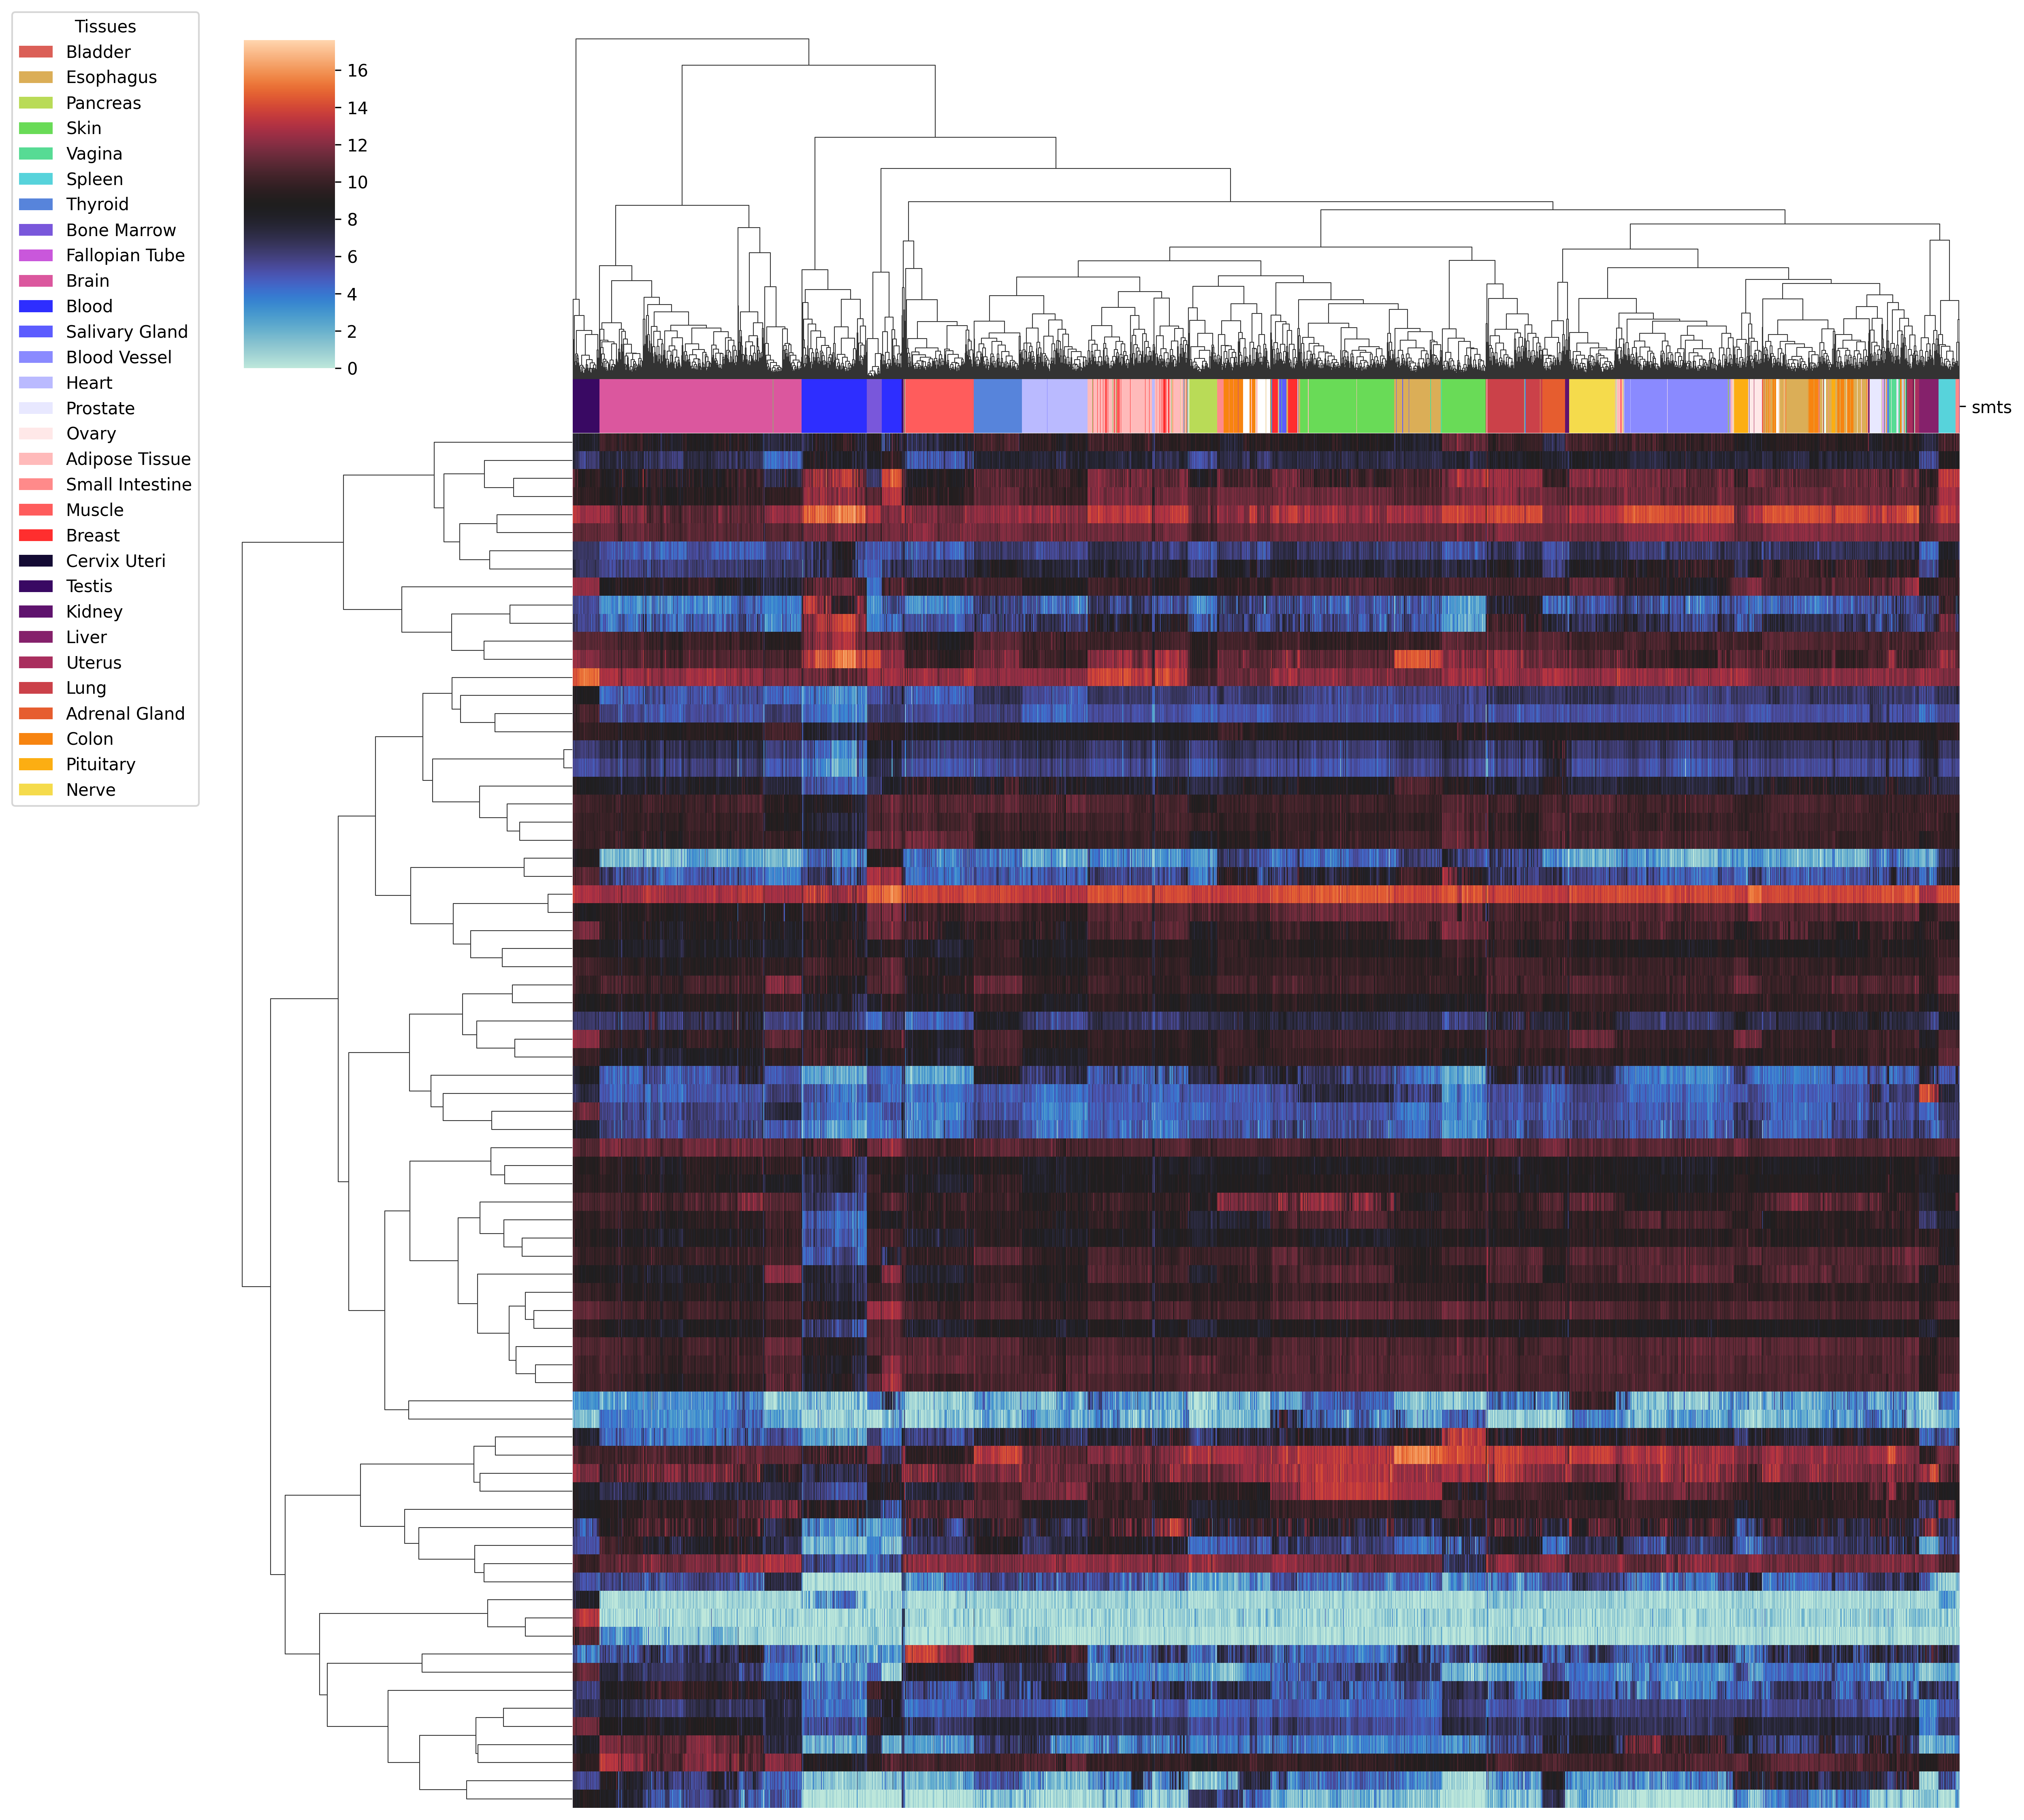 Tissues
Bladder
Esophagus
Pancreas
Skin
Vagina
Spleen
Thyroid
Bone Marrow
Fallopian Tube
Brain
Blood
Salivary Gland
Blood Vessel
Heart
Prostate
Ovary
Adipose Tissue
Small Intestine
Muscle
Breast
Cervix Uteri
Testis
Kidney
Liver
Uterus
Lung
Adrenal Gland
Colon
Pituitary
Nerve
16
14
12
10
8
6
4
2
0
smts